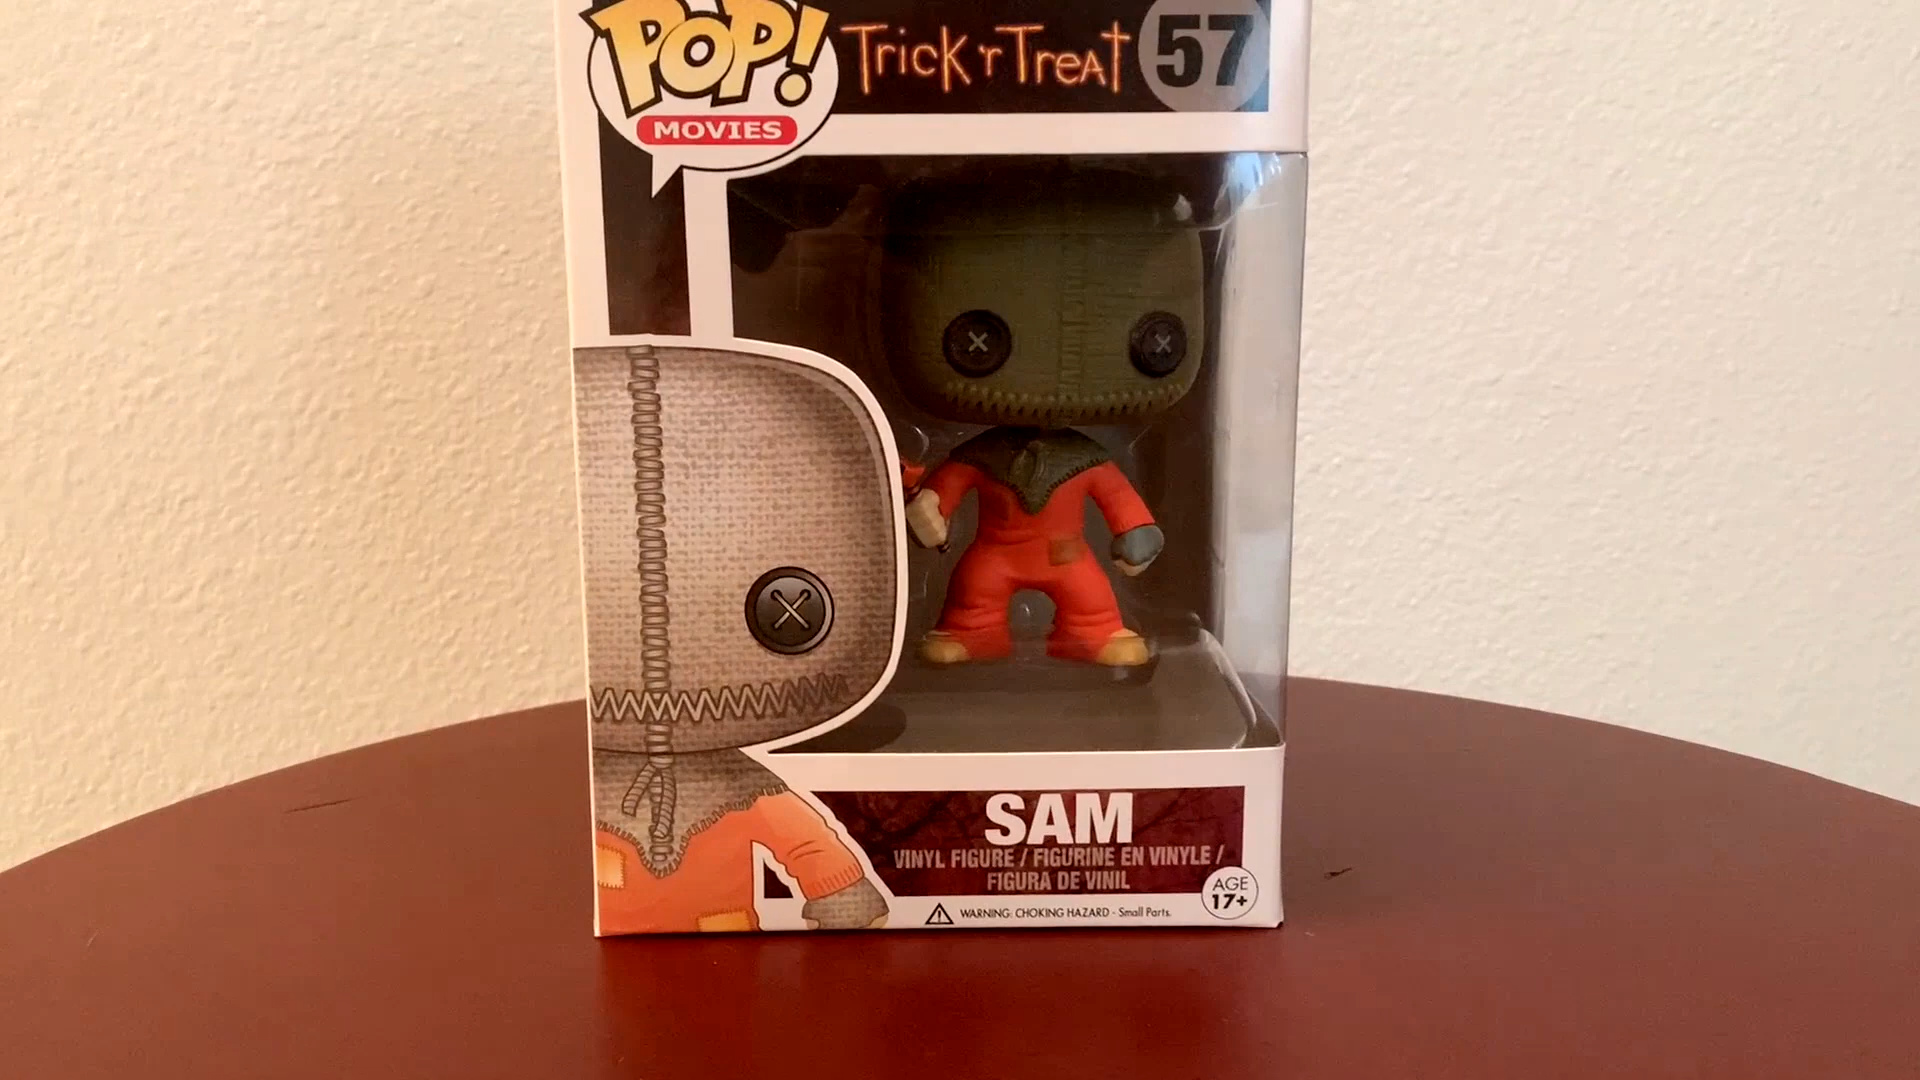 POP!
MOVIES
Trick 'r Treat
57
SAM
VINYL FIGURE / FIGURINE EN VINYLE /
FIGURA DE VINIL
AGE
17+
WARNING: CHOKING HAZARD - Small Parts.